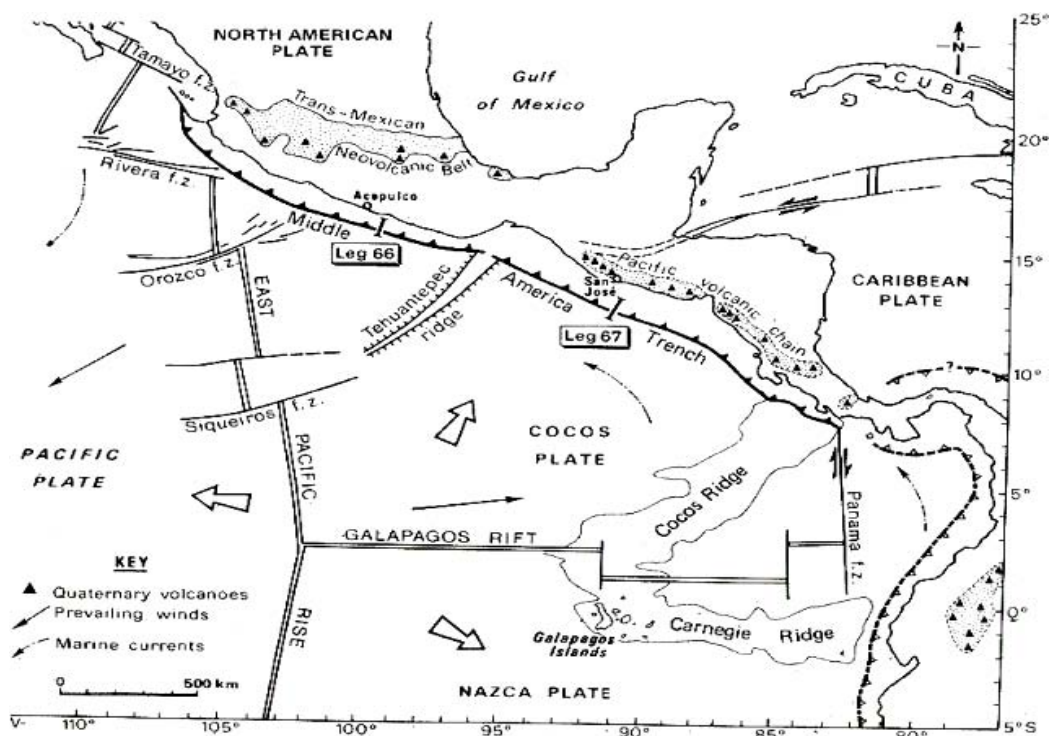 25°
NORTH AMERICAN
PLATE
N
Tamayo f.z.
Gulf
of Mexico
CUBA
Trans-Mexican
Neovolcanic Belt
20°
Rivera f.z.
Acapulco
Middle
Leg 66
Orozco f.z.
15°
Pacific volcanic chain
San
José
CARIBBEAN
PLATE
EAST
Tehuantepec
ridge
America
Leg 67
Trench
?
10°
Siqueiros f.z.
PACIFIC
PLATE
PACIFIC
COCOS
PLATE
Cocos Ridge
Panama f.z.
5°
GALAPAGOS RIFT
KEY
Quaternary volcanoes
Prevailing winds
Marine currents
RISE
0°
Galapagos
Islands
Carnegie Ridge
0
500 km
NAZCA PLATE
110°
105°
100°
95°
90°
85°
80°
5°S